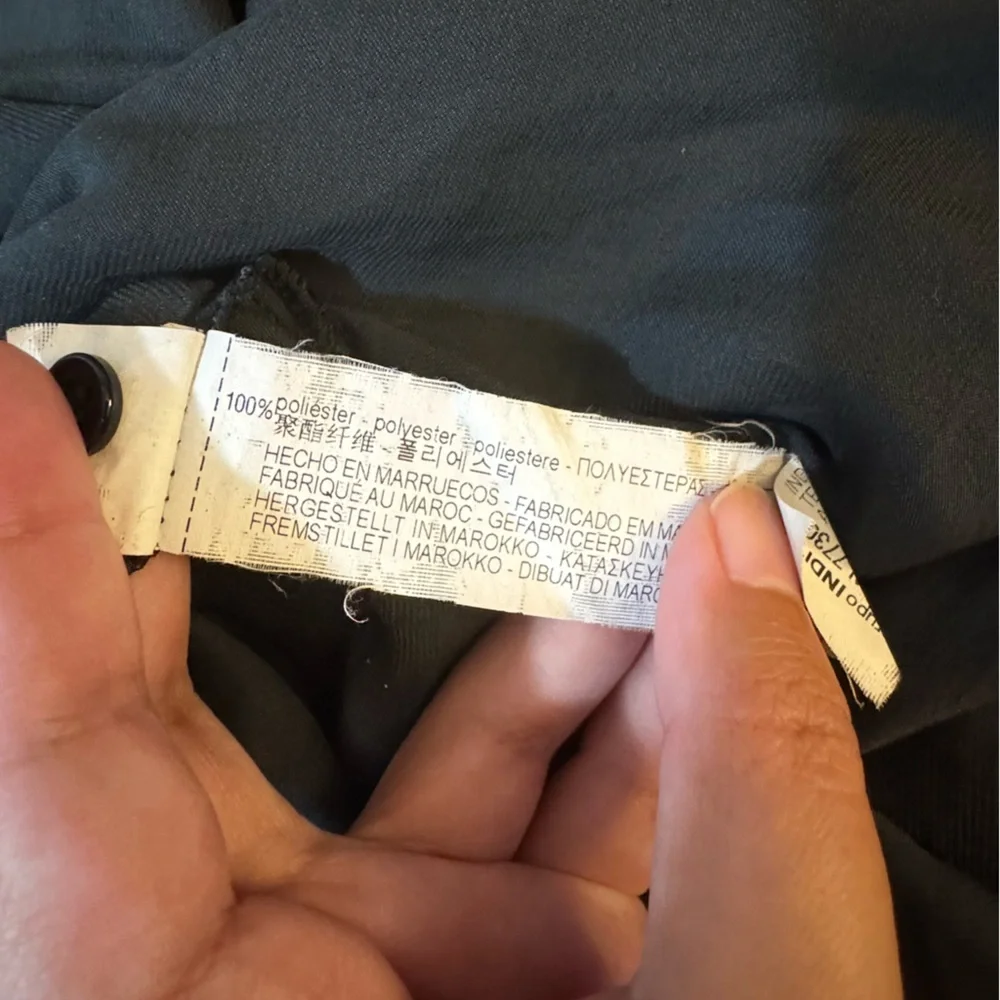 100% poliéster - polyester - poliestere - ΠΟΛΥΕΣΤΕΡΑΣ
聚酯纤维 - 폴리에스터
HECHO EN MARRUECOS - FABRICADO EM
FABRIQUÉ AU MAROC - GEFABRICEERD IN
HERGESTELLT IN MAROKKO -
FREMSTILLET I MAROKKO - DIBUAT DI